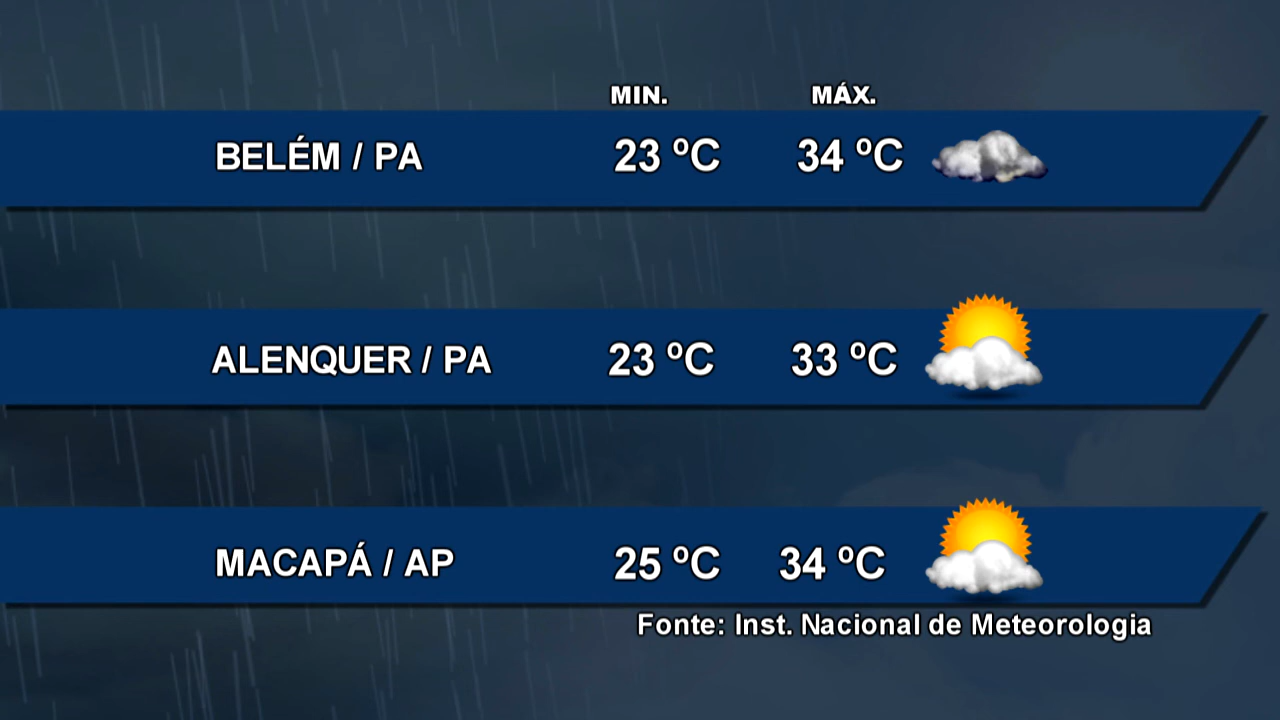 MIN. MÁX.
BELÉM / PA 23 ºC 34 ºC
ALENQUER / PA 23 ºC 33 ºC
MACAPÁ / AP 25 ºC 34 ºC
Fonte: Inst. Nacional de Meteorologia